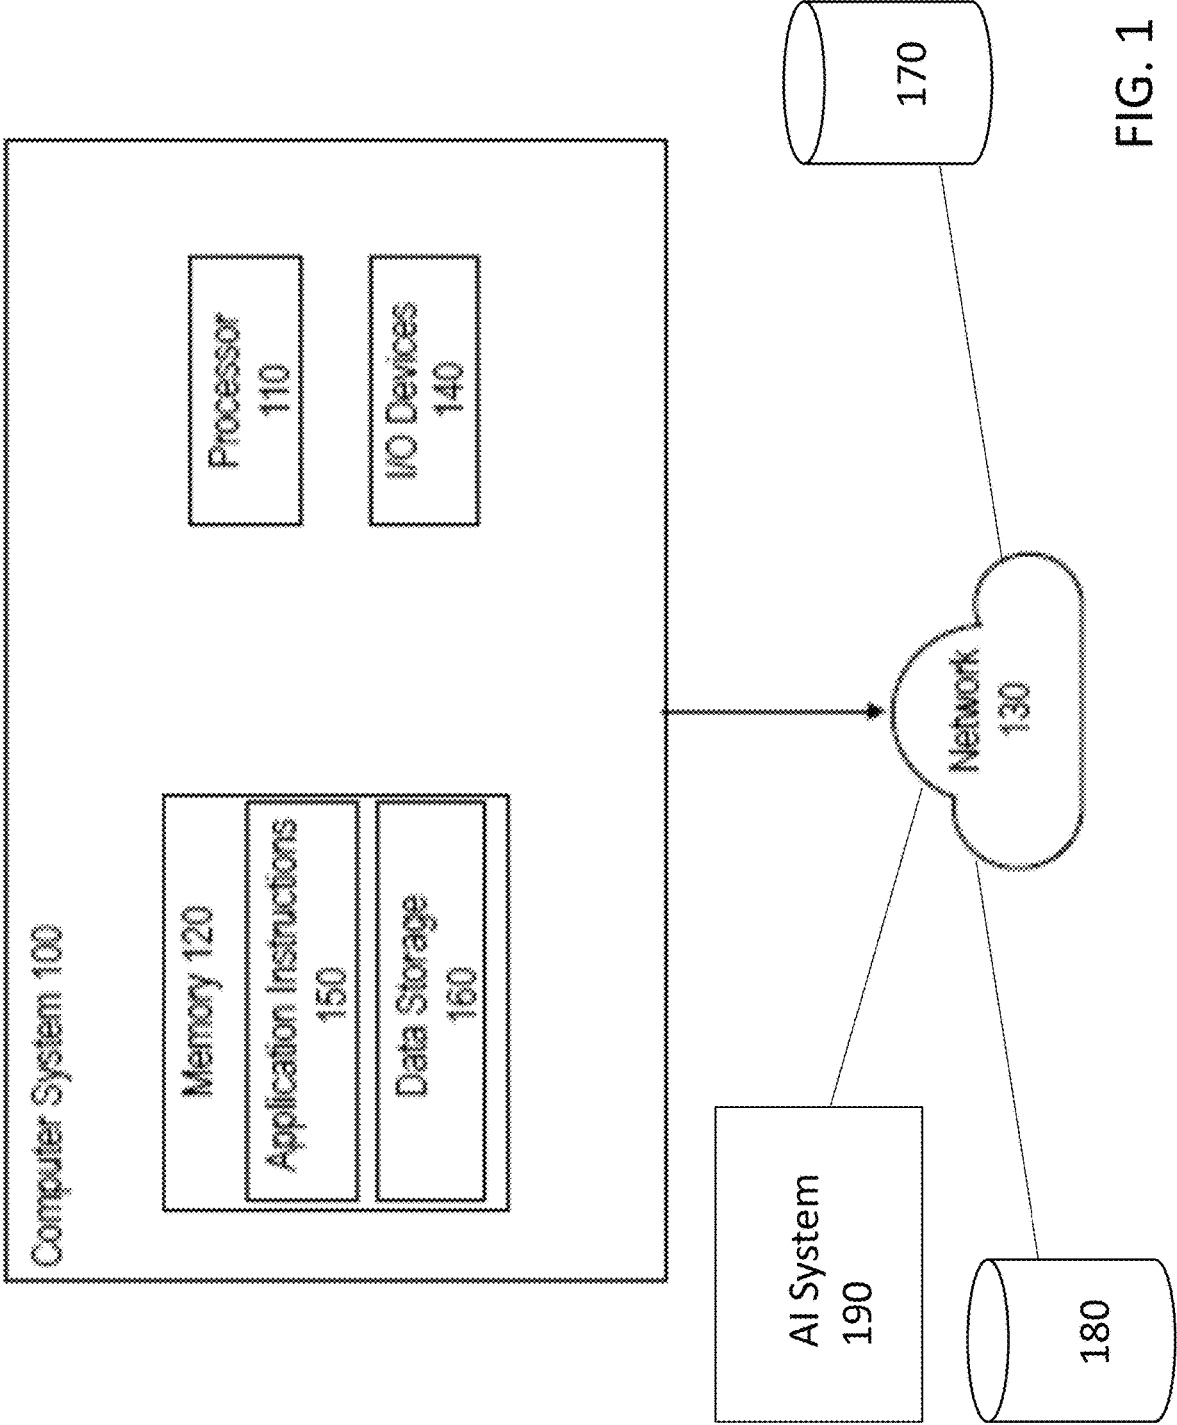 Computer System 100
Memory 120
Application Instructions
150
Data Storage
160
Processor
110
I/O Devices
140
Network
130
AI System
190
180
170
FIG. 1